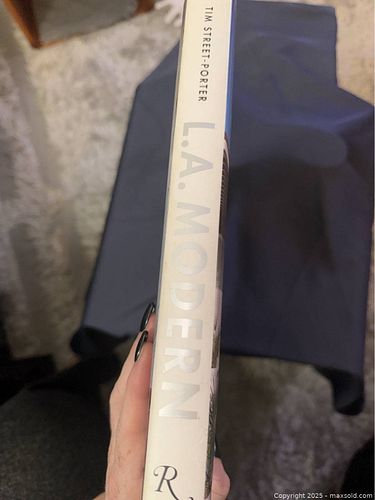 TIM STREET-PORTER
L.A. MODERN
R
Copyright 2025 - maxsold.com